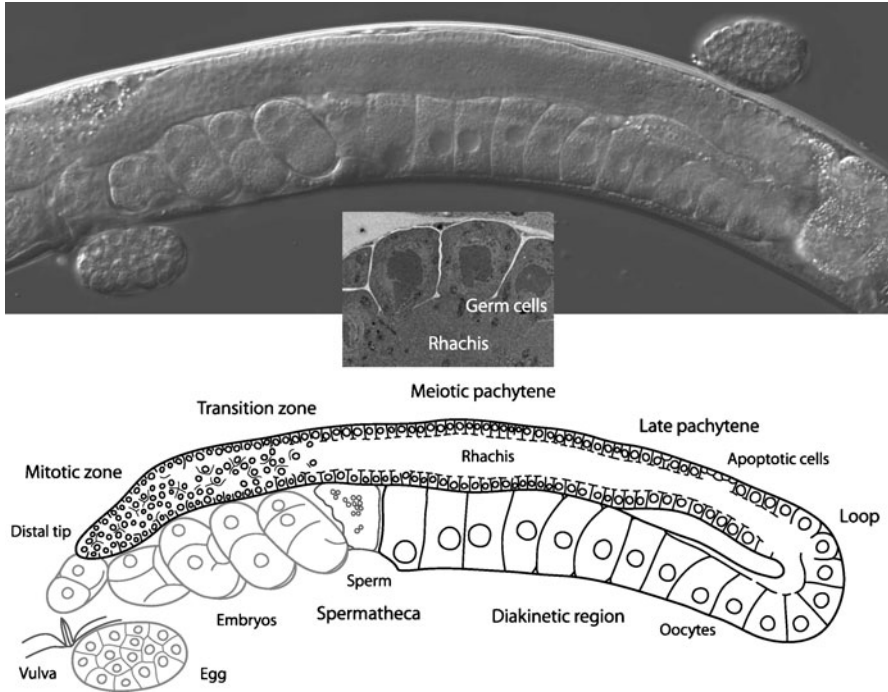 Germ cells
Rhachis
Meiotic pachytene
Transition zone
Late pachytene
Rhachis
Apoptotic cells
Mitotic zone
Loop
Distal tip
Sperm
Embryos
Spermatheca
Diakinetic region
Oocytes
Vulva
Egg